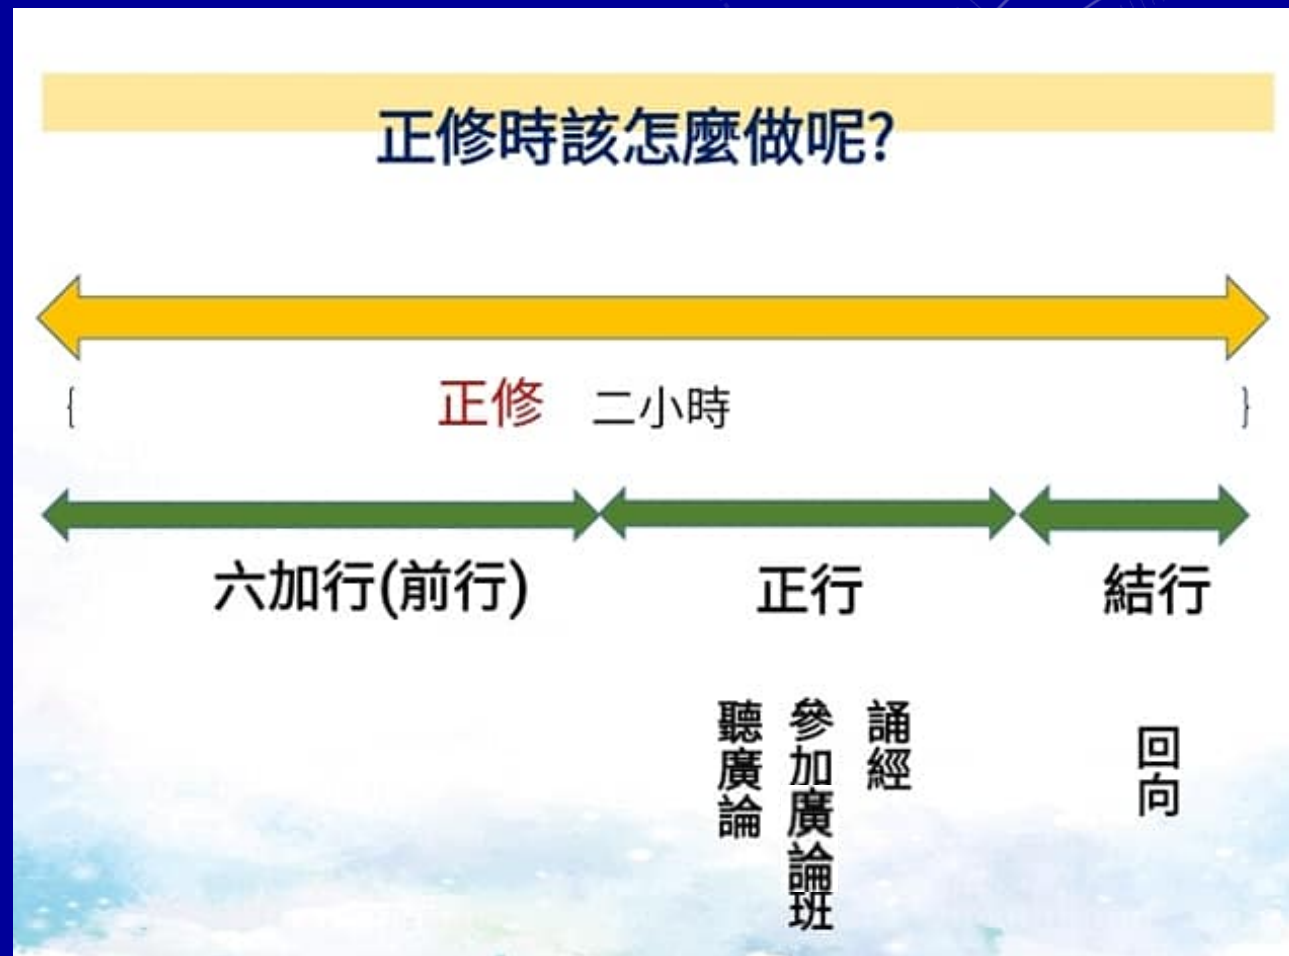 正修時該怎麼做呢?
{ 正修 二小時 }
六加行(前行) 正行 結行
聽廣論
參加廣論班
誦經
回向